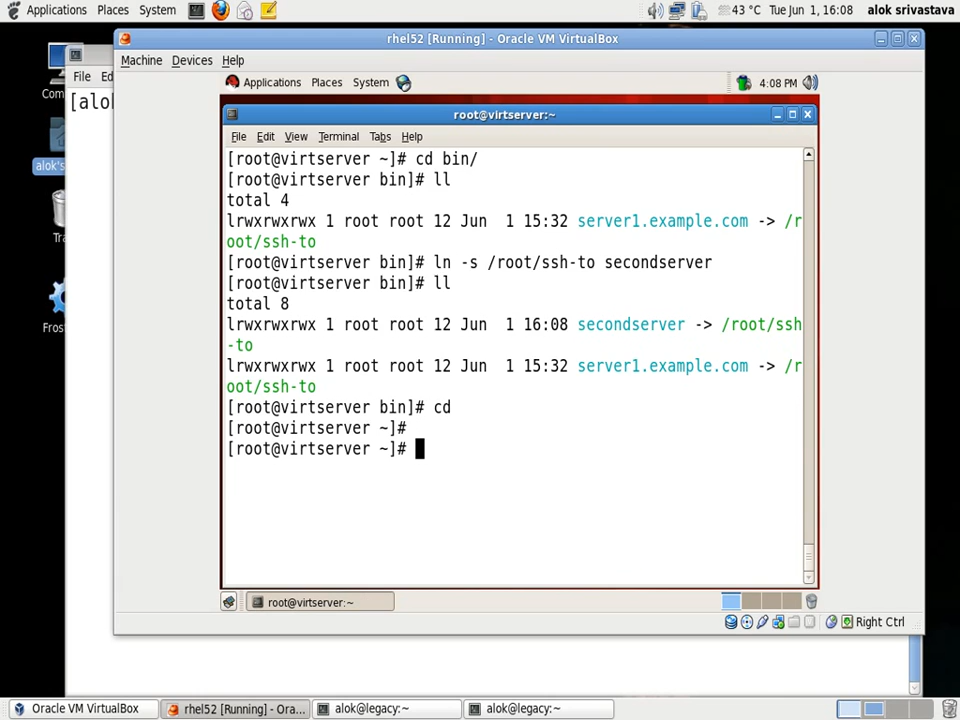 Applications Places System 43 °C Tue Jun 1, 16:08 alok srivastava
rhel52 [Running] - Oracle VM VirtualBox
Machine Devices Help
File Ed
Com
[alok
alok's
Tra
Fros
Applications Places System 4:08 PM
root@virtserver:~
File Edit View Terminal Tabs Help
[root@virtserver ~]# cd bin/
[root@virtserver bin]# ll
total 4
lrwxrwxrwx 1 root root 12 Jun  1 15:32 server1.example.com -> /r
oot/ssh-to
[root@virtserver bin]# ln -s /root/ssh-to secondserver
[root@virtserver bin]# ll
total 8
lrwxrwxrwx 1 root root 12 Jun  1 16:08 secondserver -> /root/ssh
-to
lrwxrwxrwx 1 root root 12 Jun  1 15:32 server1.example.com -> /r
oot/ssh-to
[root@virtserver bin]# cd
[root@virtserver ~]#
[root@virtserver ~]#
root@virtserver:~
Right Ctrl
Oracle VM VirtualBox rhel52 [Running] - Ora... alok@legacy:~ alok@legacy:~